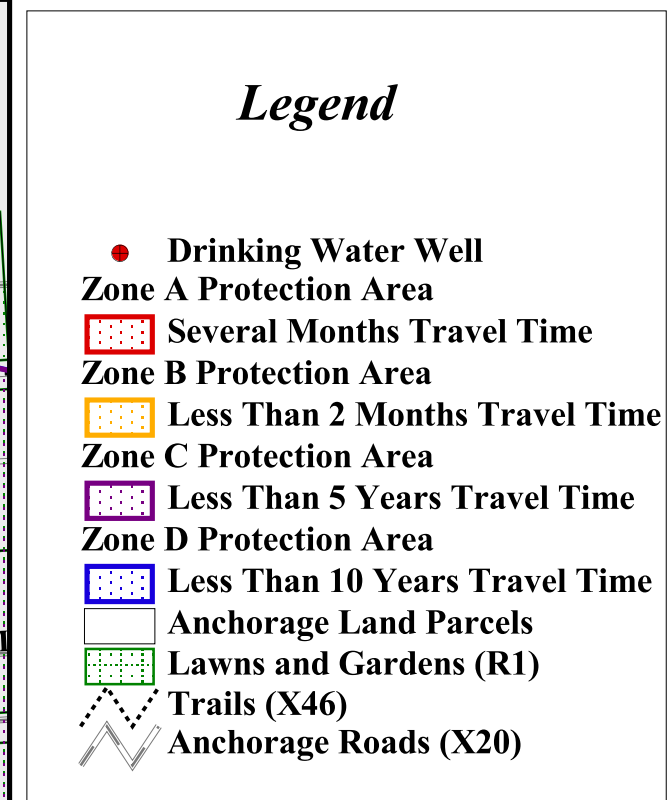 Legend
Drinking Water Well
Zone A Protection Area
Several Months Travel Time
Zone B Protection Area
Less Than 2 Months Travel Time
Zone C Protection Area
Less Than 5 Years Travel Time
Zone D Protection Area
Less Than 10 Years Travel Time
Anchorage Land Parcels
Lawns and Gardens (R1)
Trails (X46)
Anchorage Roads (X20)